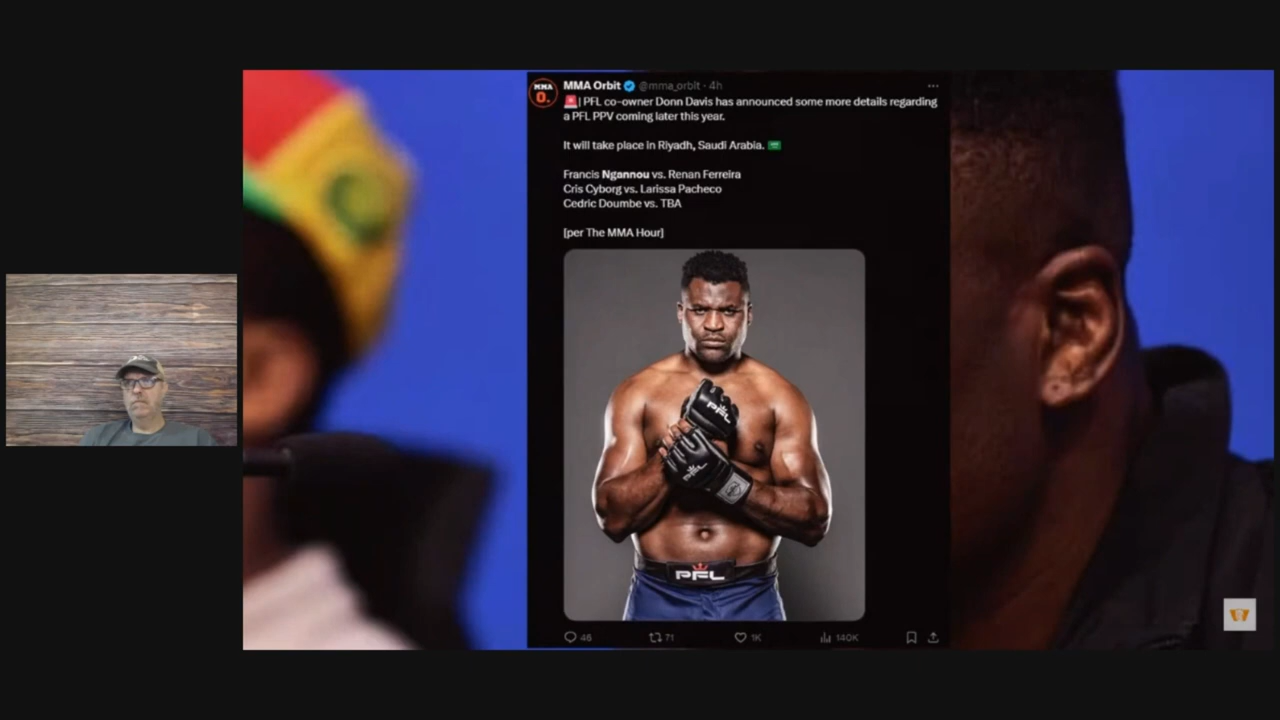 MMA
O.
MMA Orbit @mma_orbit · 4h
| PFL co-owner Donn Davis has announced some more details regarding
a PFL PPV coming later this year.
It will take place in Riyadh, Saudi Arabia.
Francis Ngannou vs. Renan Ferreira
Cris Cyborg vs. Larissa Pacheco
Cedric Doumbe vs. TBA
[per The MMA Hour]
PFL
PFL
PFL
46 71 1K 140K